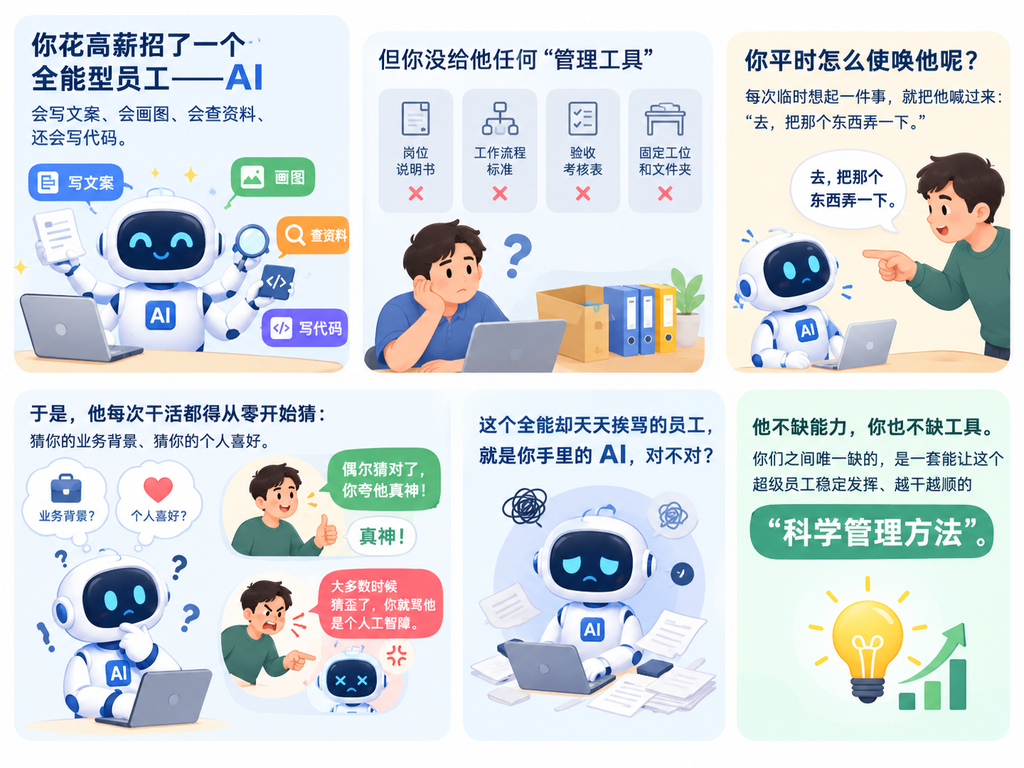 你花高薪招了一个
全能型员工——AI
会写文案、会画图、会查资料、
还会写代码。
写文案
画图
查资料
</>
写代码
AI
但你没给他任何“管理工具”
岗位
说明书
工作流程
标准
验收
考核表
固定工位
和文件夹
你平时怎么使唤他呢？
每次临时想起一件事，就把他喊过来：
“去，把那个东西弄一下。”
去，把那个
东西弄一下。
AI
于是，他每次干活都得从零开始猜：
猜你的业务背景、猜你的个人喜好。
业务背景？
个人喜好？
AI
偶尔猜对了，
你夸他真神！
真神！
大多数时候
猜歪了，你就骂他
是个人工智障。
这个全能却天天挨骂的员工，
就是你手里的 AI，对不对？
AI
他不缺能力，你也不缺工具。
你们之间唯一缺的，是一套能让这个
超级员工稳定发挥、越干越顺的
“科学管理方法”。